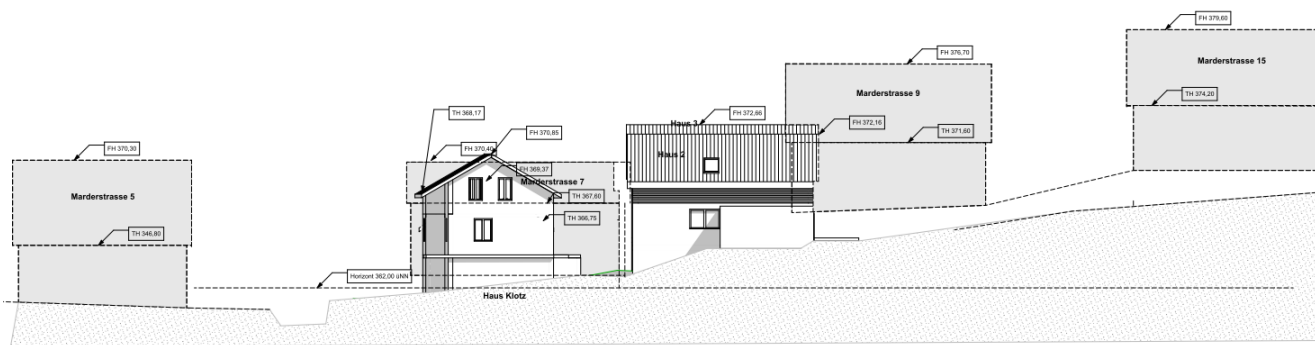 FH 379,60
Marderstrasse 15
FH 376,70
Marderstrasse 9
TH 374,20
TH 368,17
FH 372,66
Haus 3
FH 372,16
TH 371,60
FH 370,85
FH 370,30
FH 370,40
Haus 2
FH 369,37
Marderstrasse 7
Marderstrasse 5
TH 367,60
TH 366,75
TH 346,80
Horizont 362,00 üNN
Haus Klotz